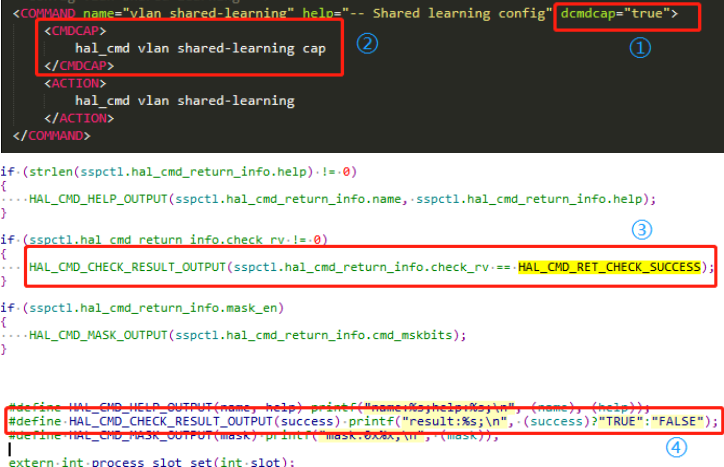 <COMMAND name="vlan shared-learning" help="-- Shared learning config" dcmdcap="true">
①
<CMDCAP>
②
hal_cmd vlan shared-learning cap
</CMDCAP>
<ACTION>
hal_cmd vlan shared-learning
</ACTION>
</COMMAND>
if (strlen(sspctl.hal_cmd_return_info.help) != 0)
{
····HAL_CMD_HELP_OUTPUT(sspctl.hal_cmd_return_info.name, sspctl.hal_cmd_return_info.help);
}
if (sspctl.hal_cmd_return_info.check_rv != 0)
③
{
····HAL_CMD_CHECK_RESULT_OUTPUT(sspctl.hal_cmd_return_info.check_rv == HAL_CMD_RET_CHECK_SUCCESS);
}
if (sspctl.hal_cmd_return_info.mask_en)
{
····HAL_CMD_MASK_OUTPUT(sspctl.hal_cmd_return_info.cmd_mskbits);
}
#define HAL_CMD_HELP_OUTPUT(name, help) printf("name:%s;help:%s;\n", (name), (help));
#define HAL_CMD_CHECK_RESULT_OUTPUT(success) printf("result:%s;\n", (success)?"TRUE":"FALSE");
#define HAL_CMD_MASK_OUTPUT(mask) printf("mask:0x%x;\n", (mask));
④
extern int process_slot_set(int slot);